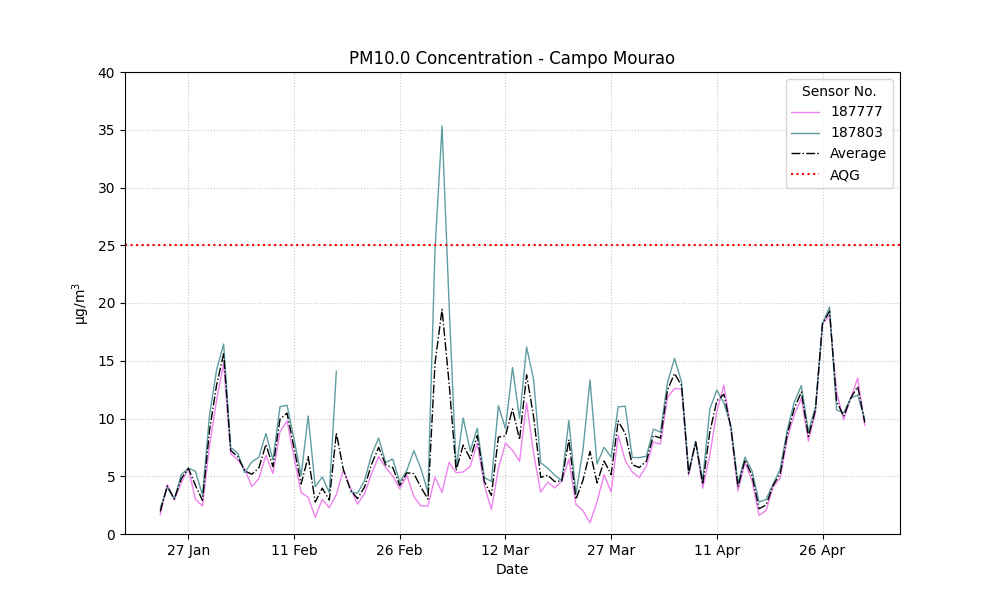 PM10.0 Concentration - Campo Mourao
40
35
30
25
20
15
10
5
0
µg/m³
27 Jan
11 Feb
26 Feb
12 Mar
27 Mar
11 Apr
26 Apr
Date
Sensor No.
187777
187803
Average
AQG